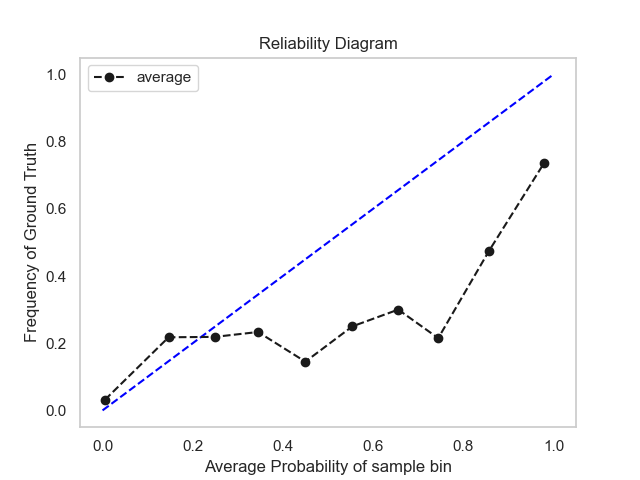 Reliability Diagram
average
Frequency of Ground Truth
1.0
0.8
0.6
0.4
0.2
0.0
0.0 0.2 0.4 0.6 0.8 1.0
Average Probability of sample bin